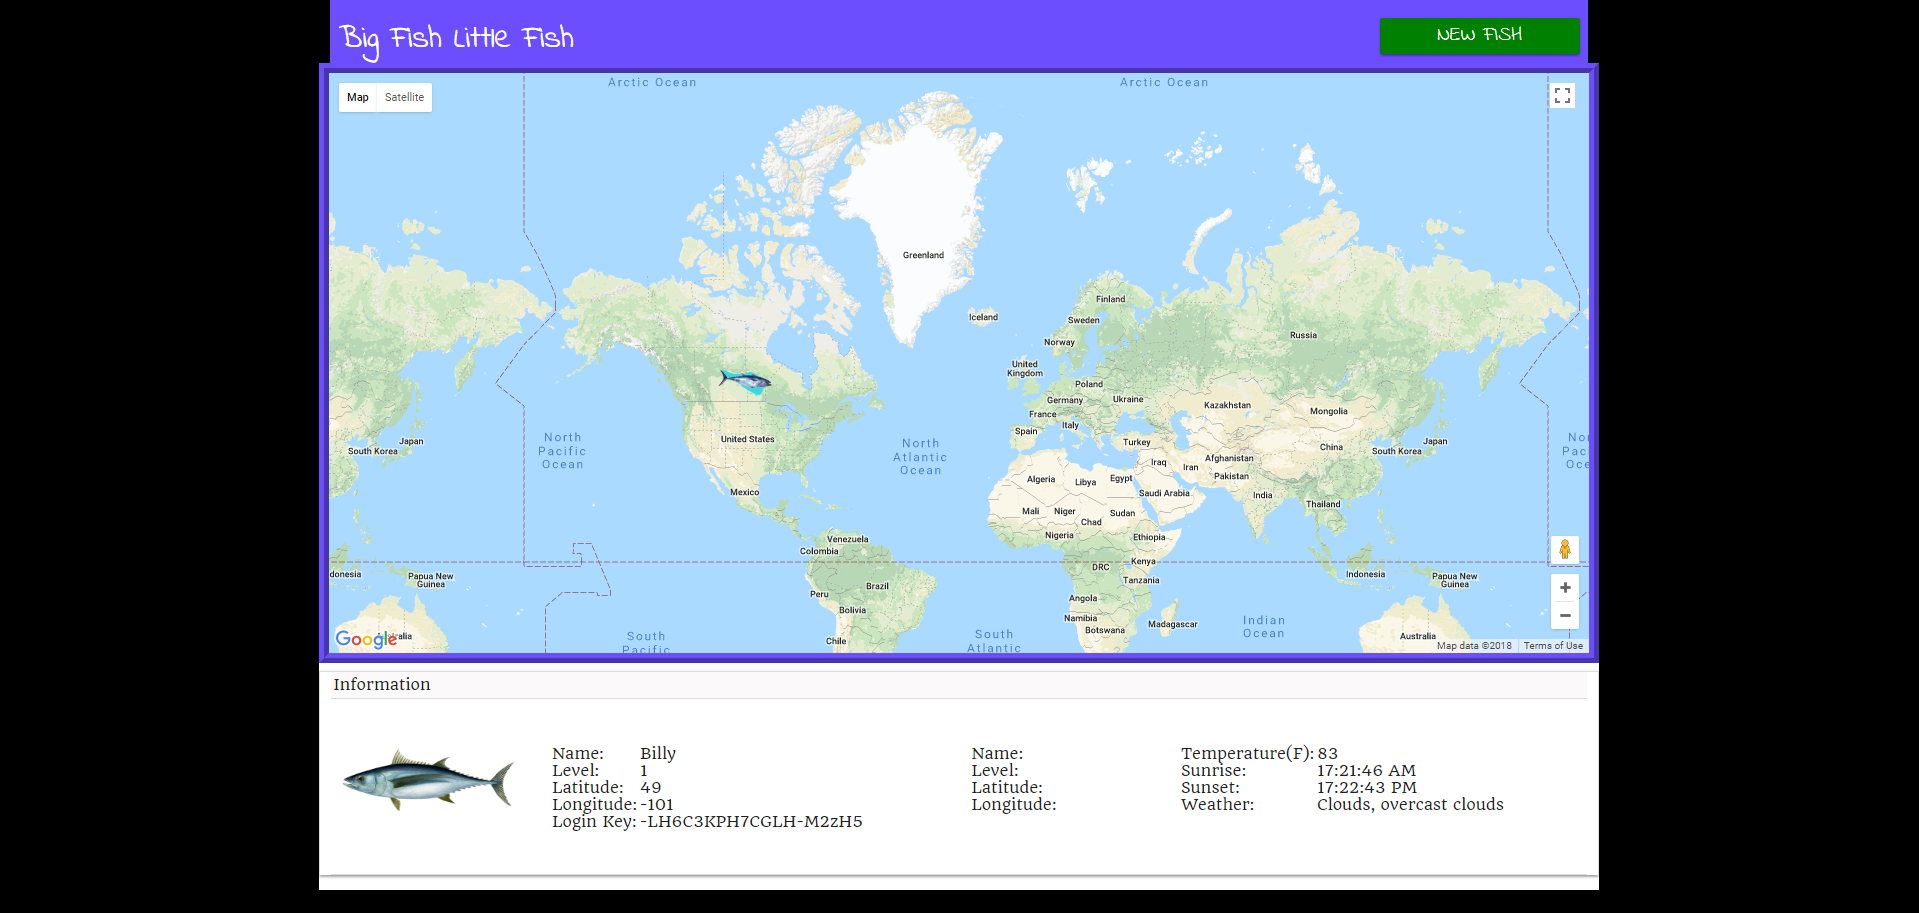 Big Fish Little Fish
NEW FISH
Map Satellite
Arctic Ocean
Arctic Ocean
Greenland
Iceland
Finland
Sweden
Norway
Russia
United
Kingdom
Poland
Germany
Ukraine
France
Kazakhstan
Mongolia
Italy
Spain
Turkey
North
Pacific
Ocean
United States
North
Atlantic
Ocean
Japan
South Korea
China
Japan
South Korea
Afghanistan
Iraq
Iran
Pakistan
Nor
Pac
Oce
Algeria
Libya
Egypt
Saudi Arabia
India
Mexico
Thailand
Mali
Niger
Chad
Sudan
Nigeria
Ethiopia
Venezuela
Colombia
Kenya
DRC
donesia
Papua New
Guinea
Indonesia
Papua New
Guinea
Brazil
Peru
Tanzania
Bolivia
Angola
Namibia
Botswana
Madagascar
Indian
Ocean
South
Pacific
Chile
South
Atlantic
Australia
Google
ralia
Map data ©2018
Terms of Use
Information
Name: Billy
Level: 1
Latitude: 49
Longitude: -101
Login Key: -LH6C3KPH7CGLH-M2zH5
Name:
Level:
Latitude:
Longitude:
Temperature(F): 83
Sunrise: 17:21:46 AM
Sunset: 17:22:43 PM
Weather: Clouds, overcast clouds